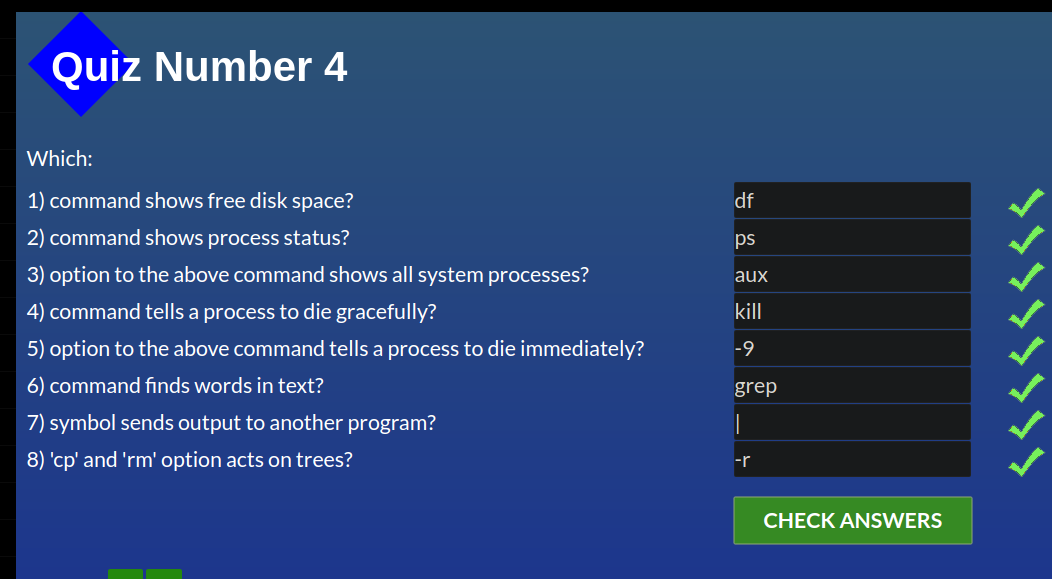 Quiz Number 4
Which:
1) command shows free disk space? df
2) command shows process status? ps
3) option to the above command shows all system processes? aux
4) command tells a process to die gracefully? kill
5) option to the above command tells a process to die immediately? -9
6) command finds words in text? grep
7) symbol sends output to another program? |
8) 'cp' and 'rm' option acts on trees? -r
CHECK ANSWERS